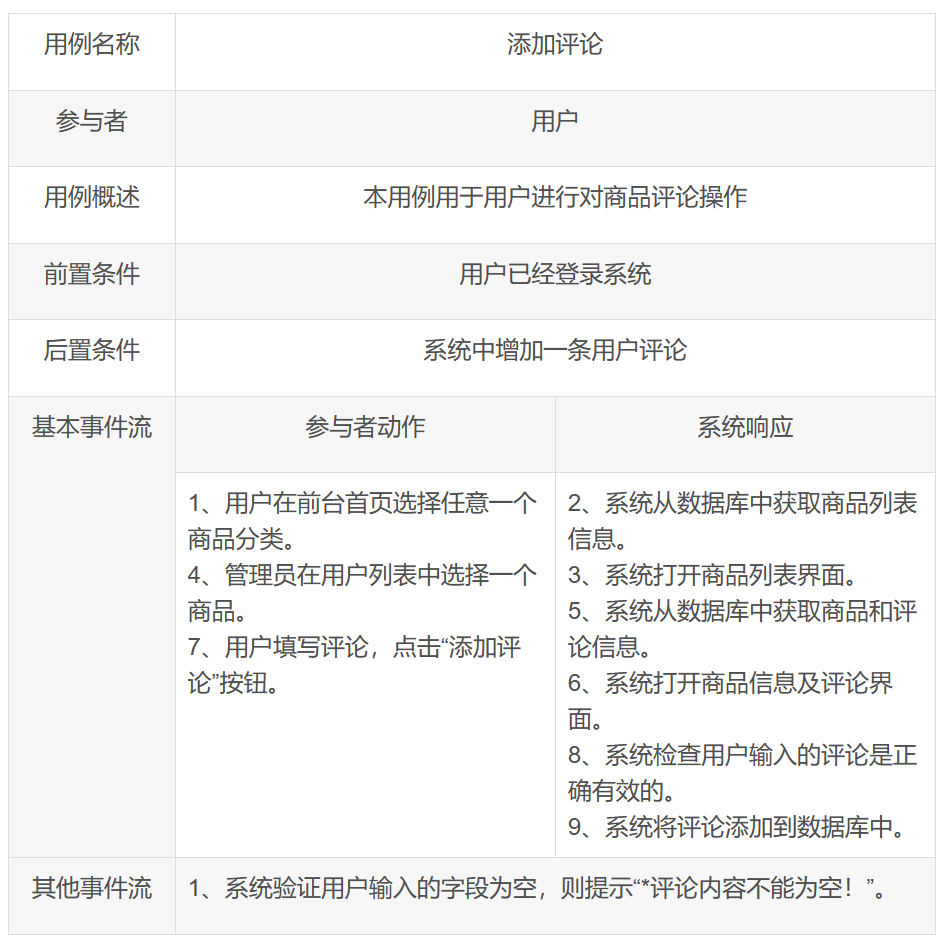 用例名称
添加评论
参与者
用户
用例概述
本用例用于用户进行对商品评论操作
前置条件
用户已经登录系统
后置条件
系统中增加一条用户评论
基本事件流
参与者动作
系统响应
1、用户在前台首页选择任意一个
商品分类。
4、管理员在用户列表中选择一个
商品。
7、用户填写评论，点击“添加评
论”按钮。
2、系统从数据库中获取商品列表
信息。
3、系统打开商品列表界面。
5、系统从数据库中获取商品和评
论信息。
6、系统打开商品信息及评论界
面。
8、系统检查用户输入的评论是正
确有效的。
9、系统将评论添加到数据库中。
其他事件流
1、系统验证用户输入的字段为空，则提示“*评论内容不能为空！”。